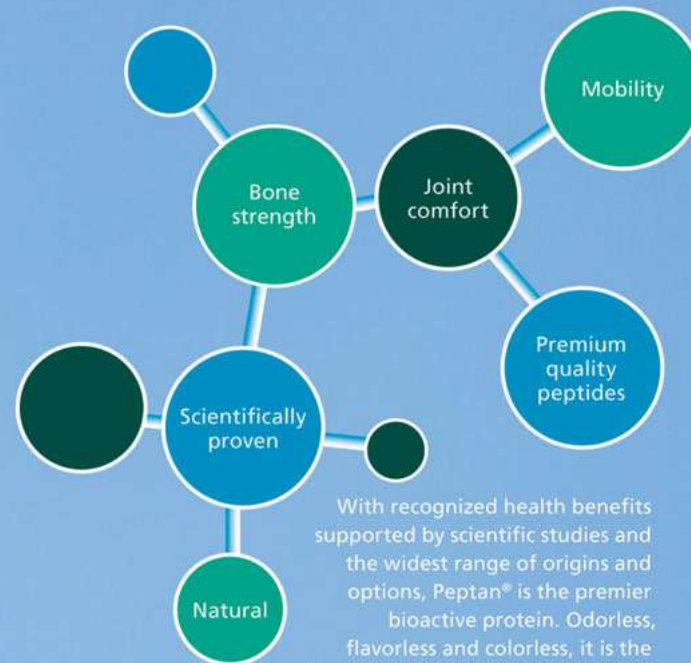 Mobility
Bone
strength
Joint
comfort
Premium
quality
peptides
Scientifically
proven
With recognized health benefits
supported by scientific studies and
the widest range of origins and
options, Peptan® is the premier
bioactive protein. Odorless,
flavorless and colorless, it is the
Natural